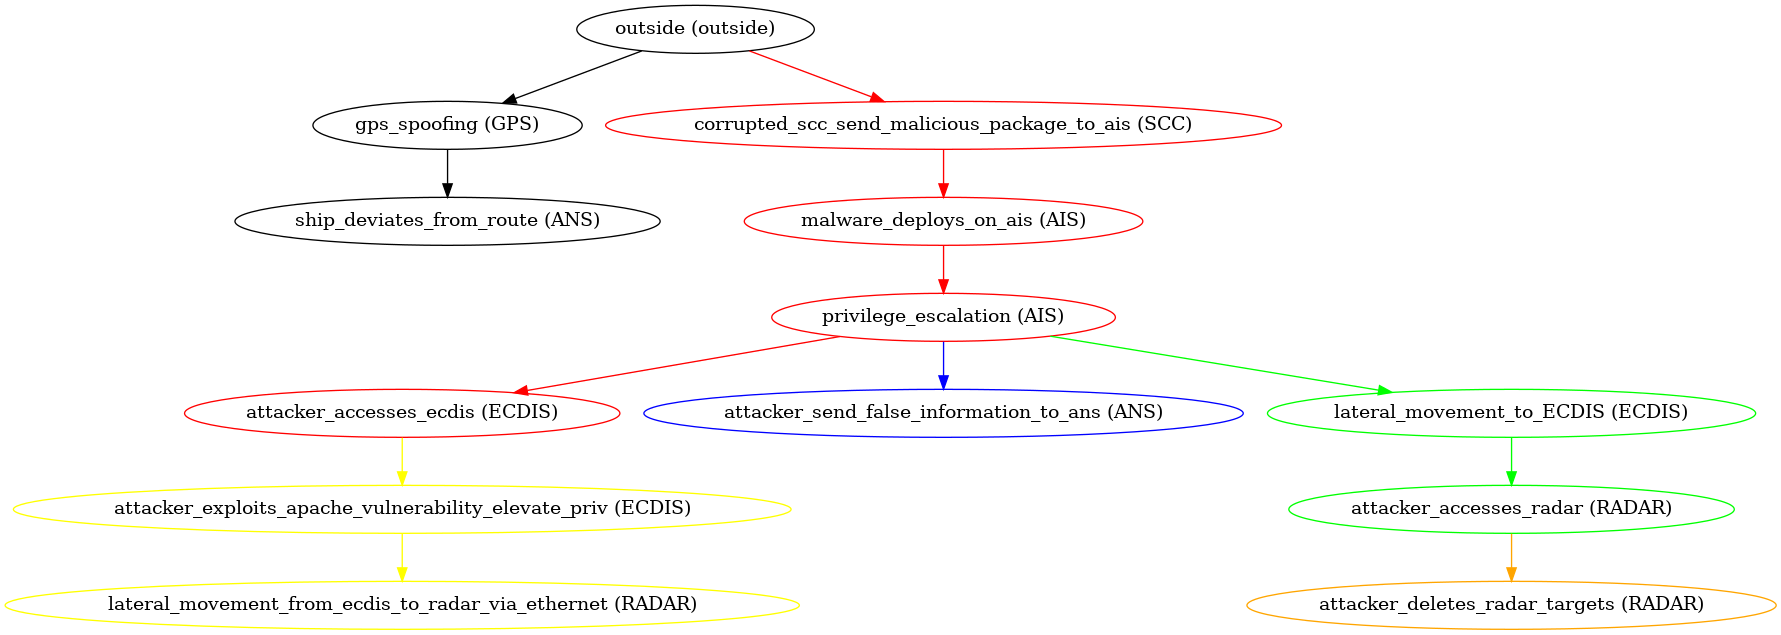 outside (outside)
gps_spoofing (GPS)
corrupted_scc_send_malicious_package_to_ais (SCC)
ship_deviates_from_route (ANS)
malware_deploys_on_ais (AIS)
privilege_escalation (AIS)
attacker_accesses_ecdis (ECDIS)
attacker_send_false_information_to_ans (ANS)
lateral_movement_to_ECDIS (ECDIS)
attacker_exploits_apache_vulnerability_elevate_priv (ECDIS)
attacker_accesses_radar (RADAR)
lateral_movement_from_ecdis_to_radar_via_ethernet (RADAR)
attacker_deletes_radar_targets (RADAR)